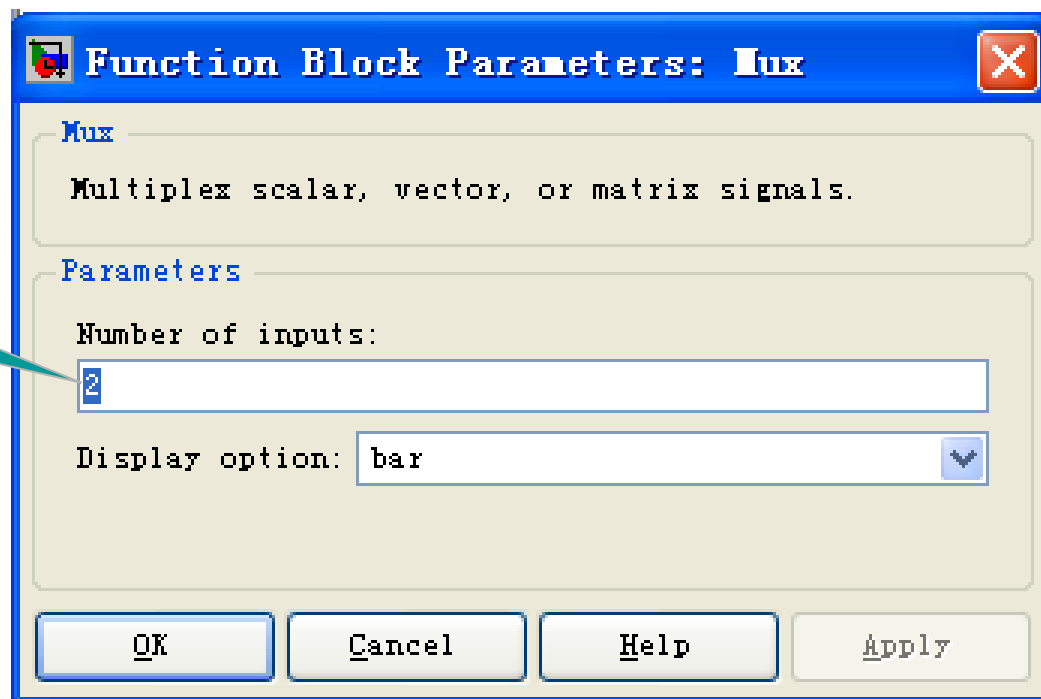 Function Block Parameters: Mux
Mux
Multiplex scalar, vector, or matrix signals.
Parameters
Number of inputs:
2
Display option: bar
OK Cancel Help Apply